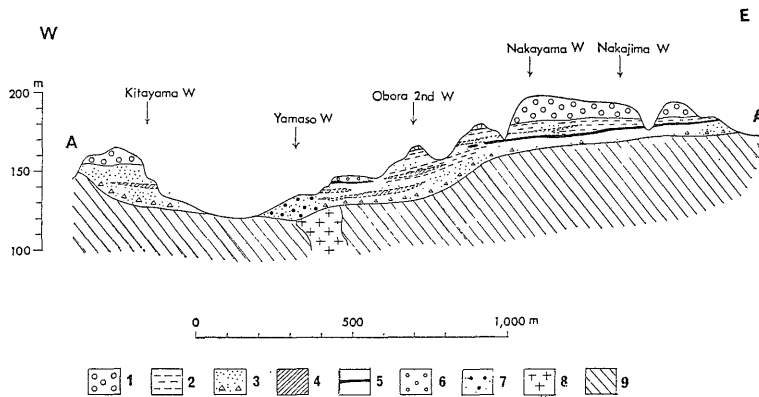 W E
Nakayama W Nakajima W
m
Kitayama W Obora 2nd W
200
Yamaso W
A
150
100
0 500 1,000 m
1 2 3 4 5 6 7 8 9